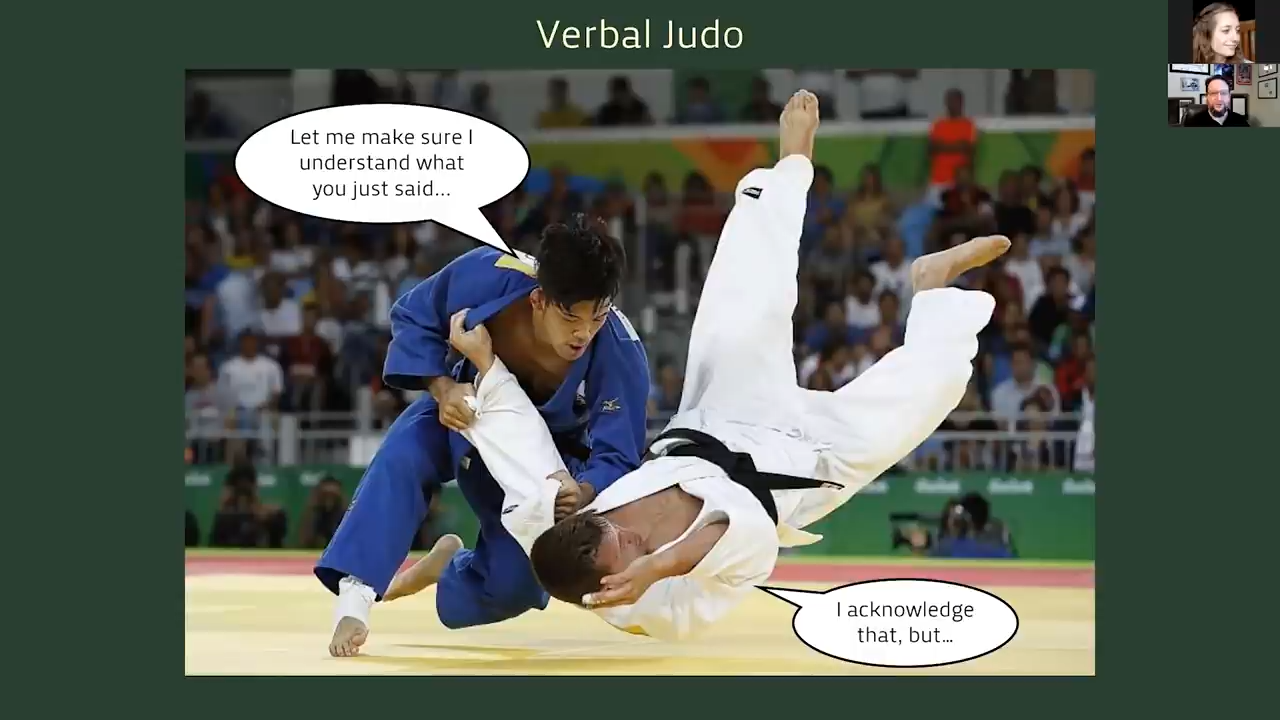 Verbal Judo
Let me make sure I
understand what
you just said...
I acknowledge
that, but...